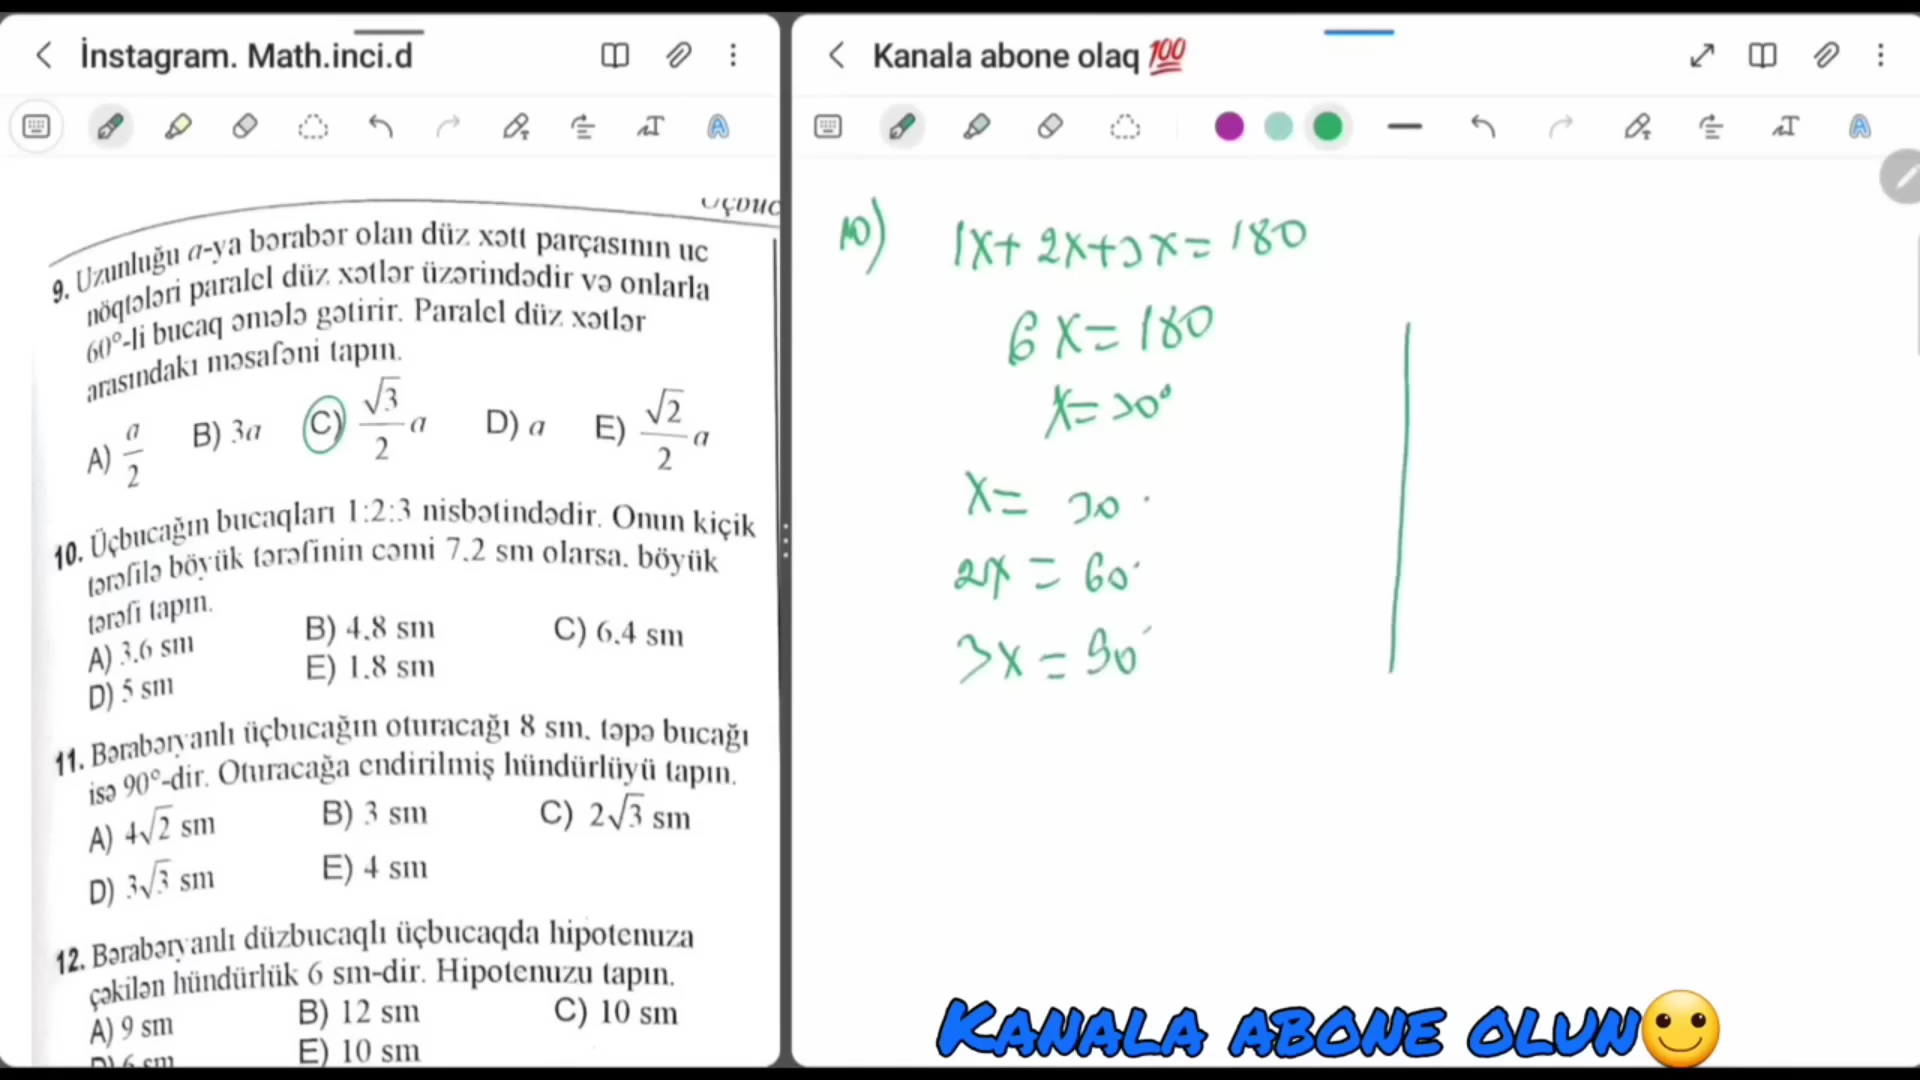 İnstagram. Math.inci.d
Üçbuc
9. Uzunluğu a-ya bərabər olan düz xətt parçasının uc
nöqtələri paralel düz xətlər üzərindədir və onlarla
60°-li bucaq əmələ gətirir. Paralel düz xətlər
arasındakı məsafəni tapın.
A) a/2 B) 3a C) √3/2 a D) a E) √2/2 a
10. Üçbucağın bucaqları 1:2:3 nisbətindədir. Onun kiçik
tərəfilə böyük tərəfinin cəmi 7.2 sm olarsa, böyük
tərəfi tapın.
A) 3.6 sm B) 4.8 sm C) 6.4 sm
D) 5 sm E) 1.8 sm
11. Bərabəryanlı üçbucağın oturacağı 8 sm, təpə bucağı
isə 90°-dir. Oturacağa endirilmiş hündürlüyü tapın.
A) 4√2 sm B) 3 sm C) 2√3 sm
D) 3√3 sm E) 4 sm
12. Bərabəryanlı düzbucaqlı üçbucaqda hipotenuza
çəkilən hündürlük 6 sm-dir. Hipotenuzu tapın.
A) 9 sm B) 12 sm C) 10 sm
D) 6 sm E) 10 sm
Kanala abone olaq 💯
10)
1x+2x+3x=180
6x=180
x=30°
x= 30°
2x = 60°
3x = 90°
KANALA ABONE OLUN🙂